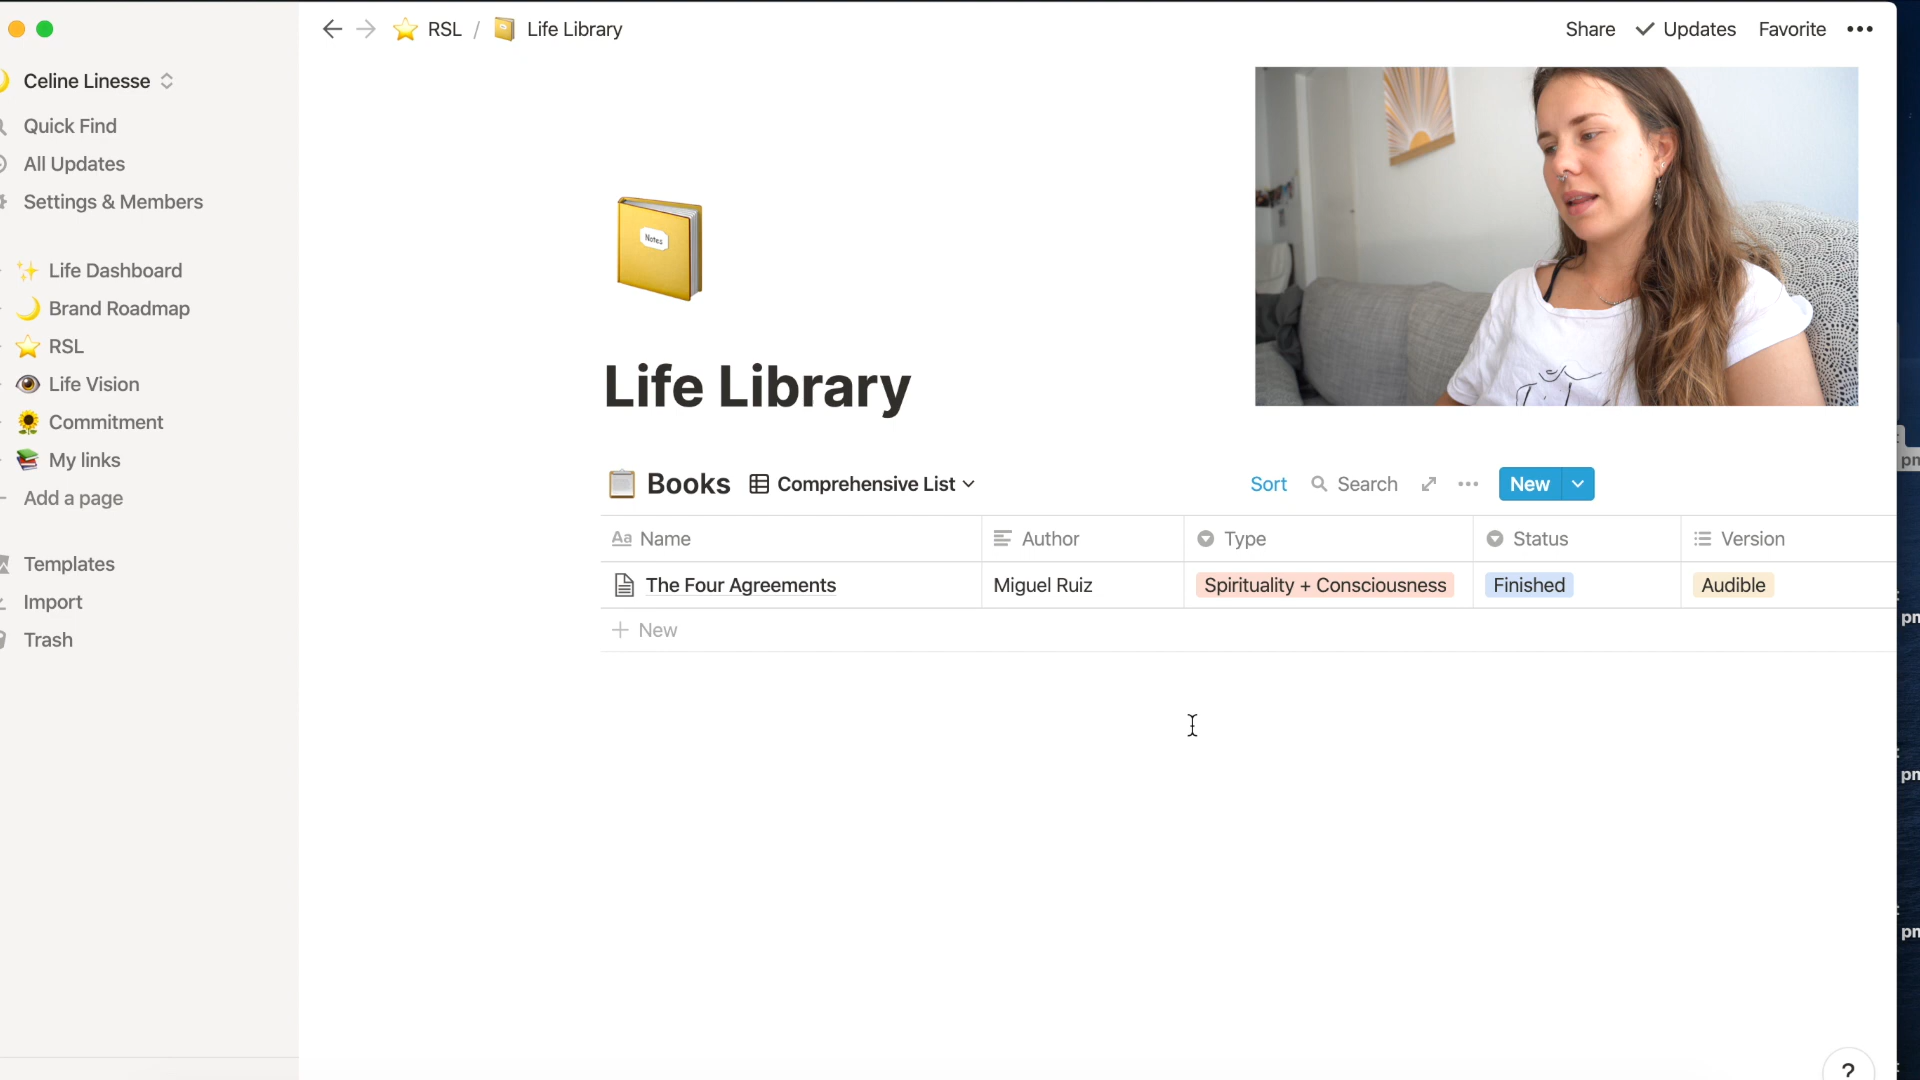 RSL / Life Library
Share Updates Favorite
Celine Linesse
Quick Find
All Updates
Settings & Members
Life Dashboard
Brand Roadmap
RSL
Life Vision
Commitment
My links
Add a page
Templates
Import
Trash
Notes
Life Library
Books Comprehensive List
Sort Search New
Aa Name Author Type Status Version
The Four Agreements Miguel Ruiz Spirituality + Consciousness Finished Audible
+ New
?